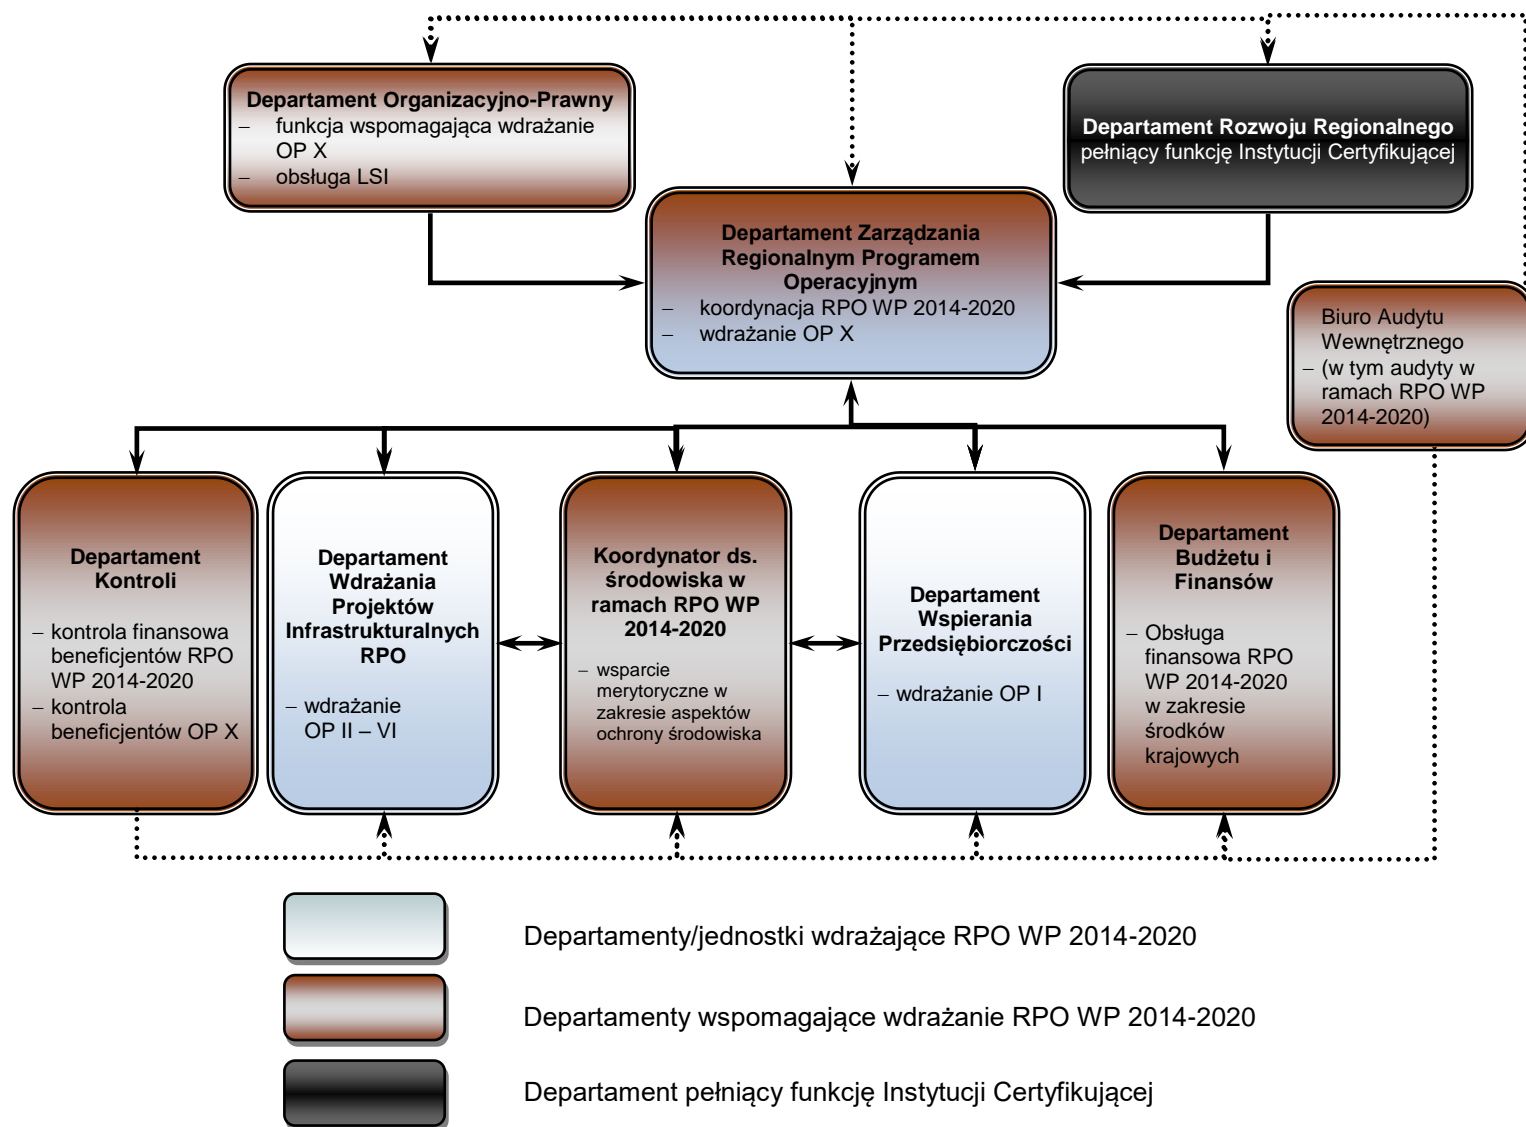 Departament Organizacyjno-Prawny
– funkcja wspomagająca wdrażanie
OP X
– obsługa LSI
Departament Rozwoju Regionalnego
pełniący funkcję Instytucji Certyfikującej
Departament Zarządzania
Regionalnym Programem
Operacyjnym
– koordynacja RPO WP 2014-2020
– wdrażanie OP X
Biuro Audytu
Wewnętrznego
– (w tym audyty w
ramach RPO WP
2014-2020)
Departament
Kontroli
– kontrola finansowa
beneficjentów RPO
WP 2014-2020
– kontrola
beneficjentów OP X
Departament
Wdrażania
Projektów
Infrastrukturalnych
RPO
– wdrażanie
OP II – VI
Koordynator ds.
środowiska w
ramach RPO WP
2014-2020
– wsparcie
merytoryczne w
zakresie aspektów
ochrony środowiska
Departament
Wspierania
Przedsiębiorczości
– wdrażanie OP I
Departament
Budżetu i
Finansów
– Obsługa
finansowa RPO
WP 2014-2020
w zakresie
środków
krajowych
Departamenty/jednostki wdrażające RPO WP 2014-2020
Departamenty wspomagające wdrażanie RPO WP 2014-2020
Departament pełniący funkcję Instytucji Certyfikującej